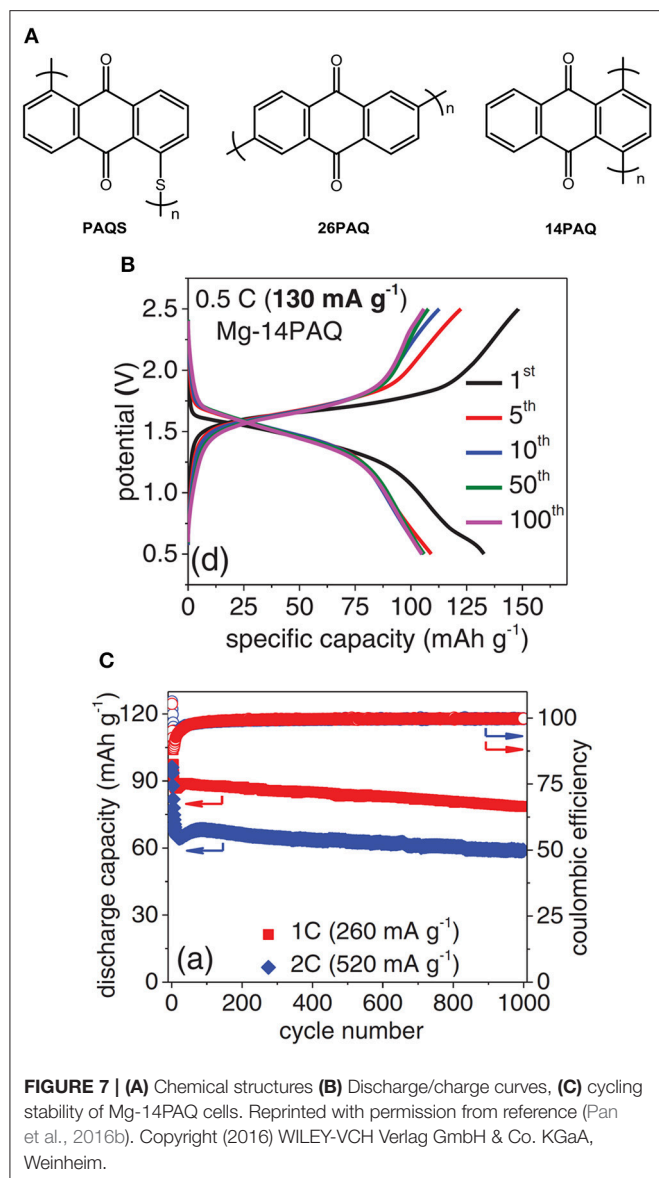 A
O
O
S
n
PAQS
O
O
n
26PAQ
O
O
n
14PAQ
B
0.5 C (130 mA g⁻¹)
Mg-14PAQ
2.5
2.0
1.5
1.0
0.5
potential (V)
1st
5th
10th
50th
100th
(d)
0 25 50 75 100 125 150
specific capacity (mAh g⁻¹)
C
120
90
60
30
0
discharge capacity (mAh g⁻¹)
100
75
50
25
0
coulombic efficiency
1C (260 mA g⁻¹)
2C (520 mA g⁻¹)
(a)
0 200 400 600 800 1000
cycle number
FIGURE 7 | (A) Chemical structures (B) Discharge/charge curves, (C) cycling
stability of Mg-14PAQ cells. Reprinted with permission from reference (Pan
et al., 2016b). Copyright (2016) WILEY-VCH Verlag GmbH & Co. KGaA,
Weinheim.